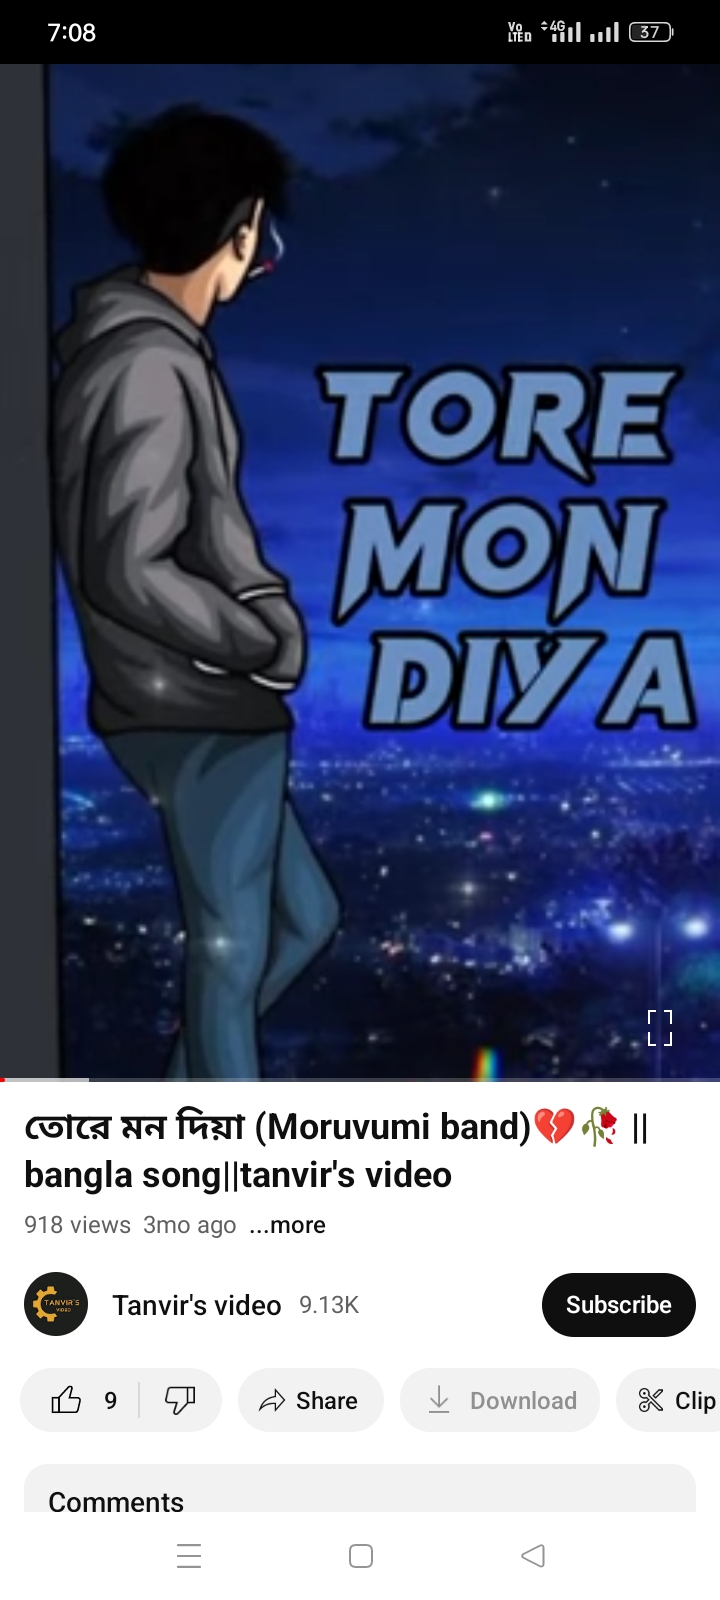 7:08
Vo LTE D 4G 37
TORE
MON
DIYA
তোরে মন দিয়া (Moruvumi band)💔🥀 ||
bangla song||tanvir's video
918 views 3mo ago ...more
TANVIR'S
VIDEO
Tanvir's video 9.13K
Subscribe
9 Share Download Clip
Comments